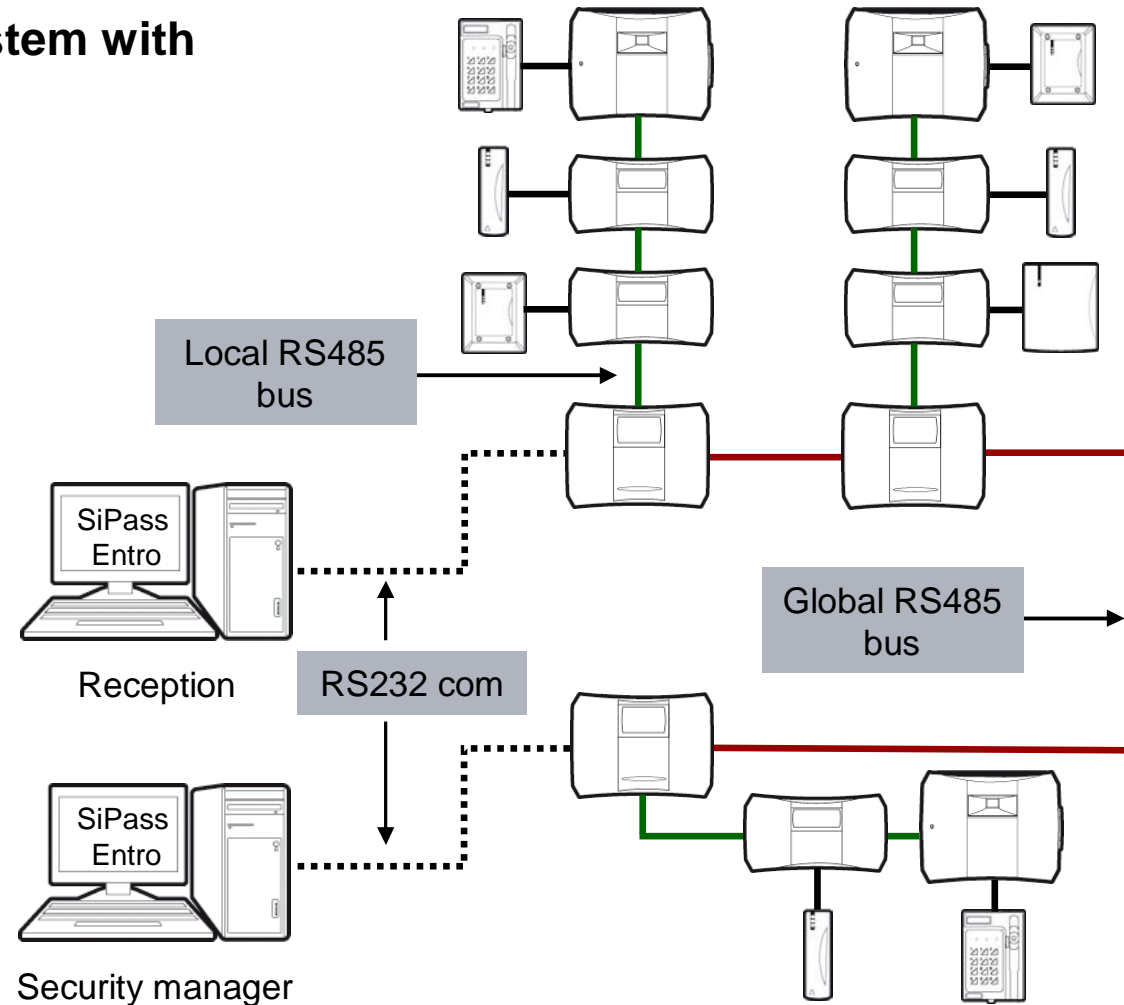 stem with
Local RS485
bus
SiPass
Entro
Reception
RS232 com
Global RS485
bus
SiPass
Entro
Security manager